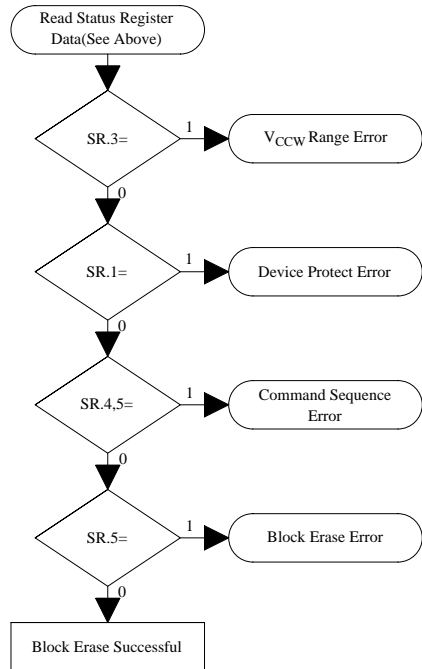 Read Status Register
Data(See Above)
SR.3=
1
VCCW Range Error
0
SR.1=
1
Device Protect Error
0
SR.4,5=
1
Command Sequence
Error
0
SR.5=
1
Block Erase Error
0
Block Erase Successful